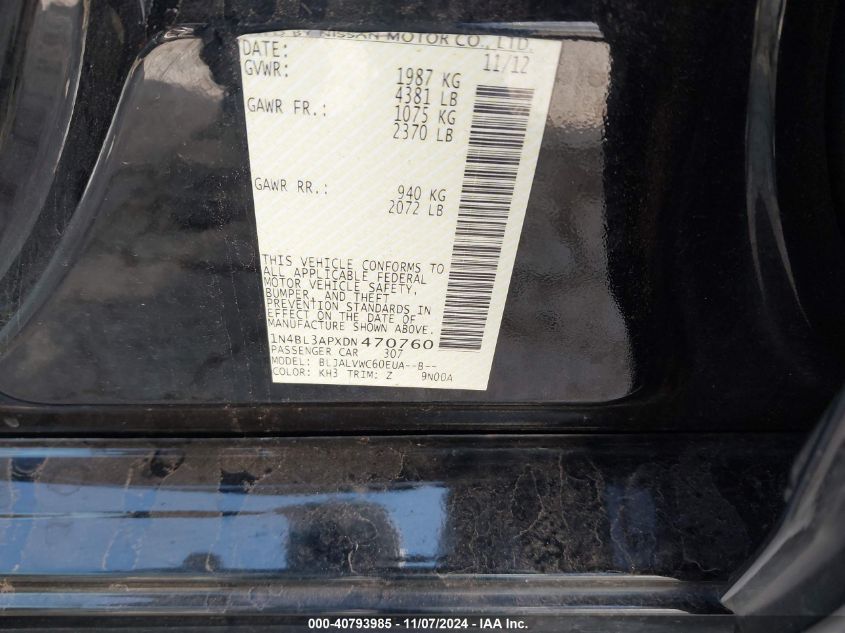 BY NISSAN MOTOR CO., LTD.
DATE: 11/12
GVWR: 1987 KG
4381 LB
GAWR FR.: 1075 KG
2370 LB
GAWR RR.: 940 KG
2072 LB
THIS VEHICLE CONFORMS TO
ALL APPLICABLE FEDERAL
MOTOR VEHICLE SAFETY,
BUMPER, AND THEFT
PREVENTION STANDARDS IN
EFFECT ON THE DATE OF
MANUFACTURE SHOWN ABOVE.
1N4BL3APXDN470760
PASSENGER CAR 307
MODEL: BLJALVWC60EUA--B--
COLOR: KH3 TRIM: Z 9N00A
000-40793985 - 11/07/2024 - IAA Inc.